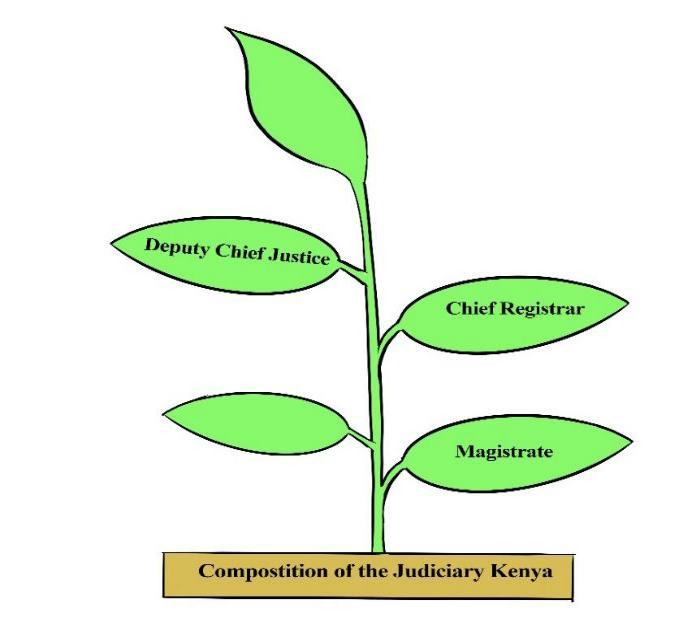 Deputy Chief Justice
Chief Registrar
Magistrate
Compostition of the Judiciary Kenya